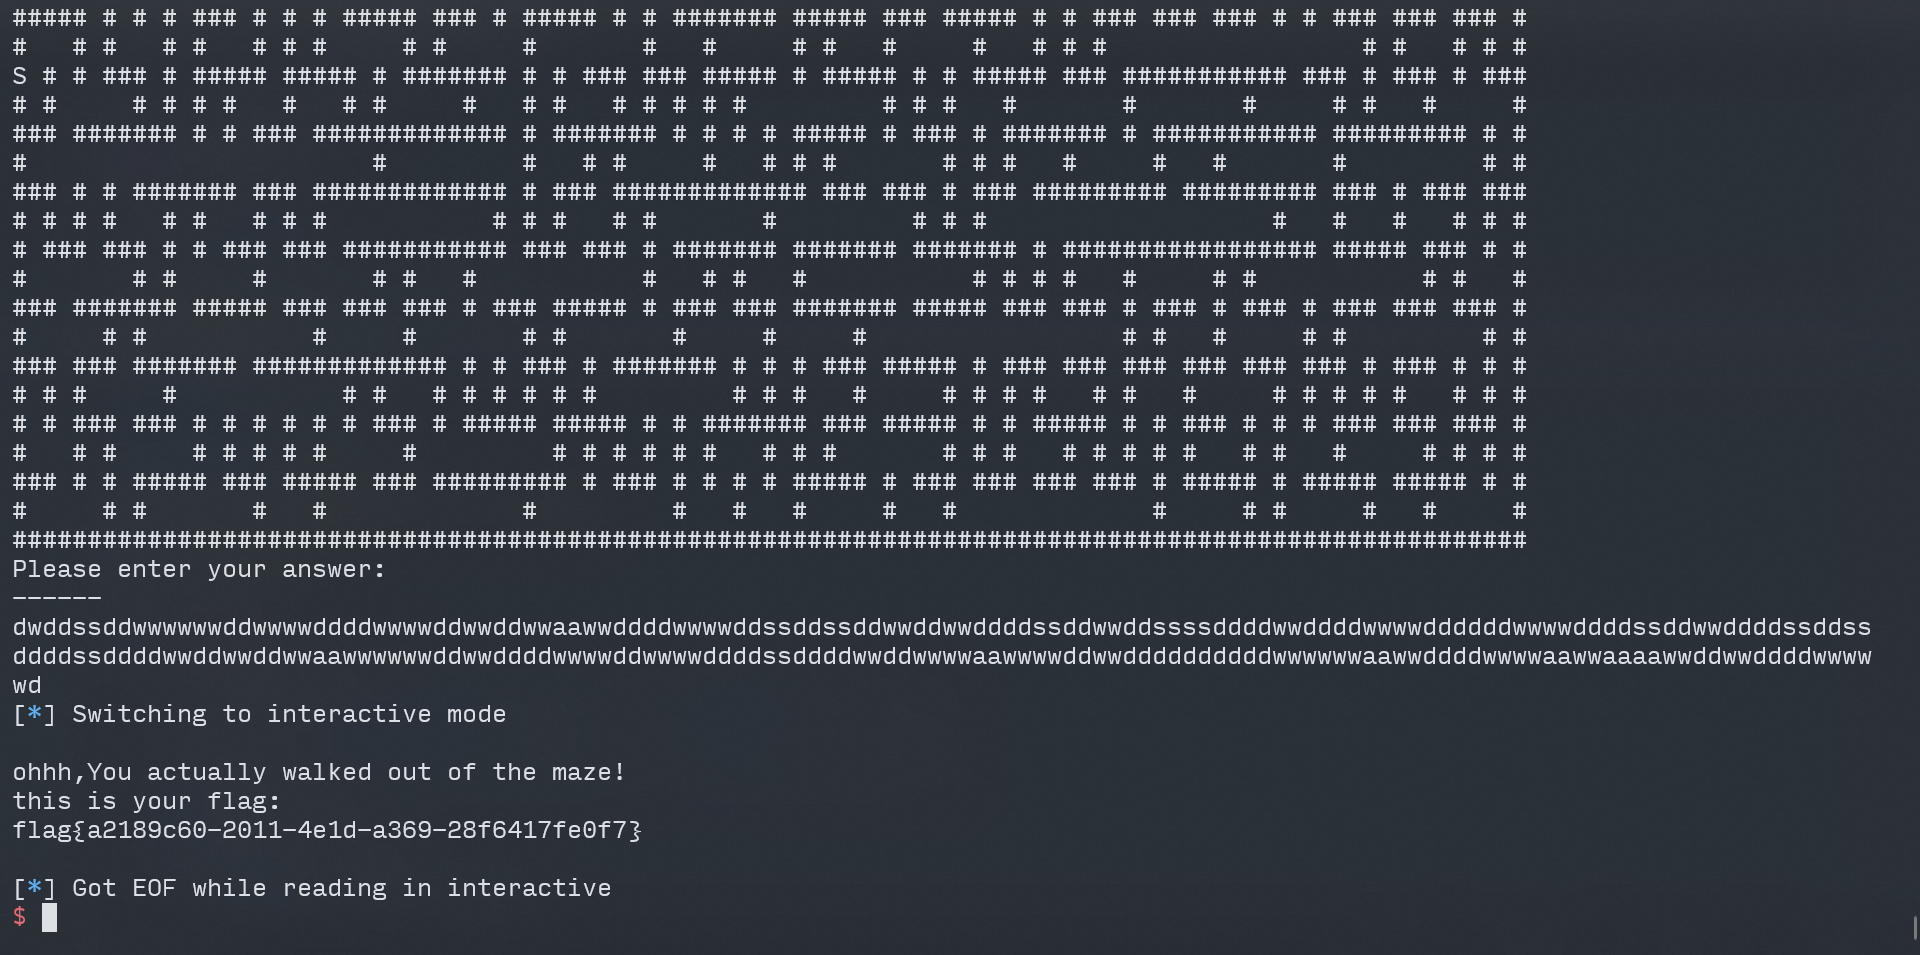 ##### # # # ### # # # ##### ### # ##### # # ####### ##### ### ##### # # ### ### ### # # ### ### ### #
#   # #   # #   # # #     # #     #       #   #     # #   #     #   # # #                 # #   # # #
S # # ### # ##### ##### # ####### # # ### ### ##### # ##### # # ##### ### ########### ### # ### # ###
# #     # # # #   #   # #     #   # #   # # # # #         # # #   #       #       #     # #   #     #
### ####### # # ### ############# # ####### # # # # ##### # ### # ####### # ########### ######### # #
#                       #         #   # #     #   # # #       # # #   #     #   #       #         # #
### # # ####### ### ############# # ### ############# ### ### # ### ######### ######### ### # ### ###
# # # #   # #   # # #           # # #   # #       #         # # #                   #   #   #   # # #
# ### ### # # ### ### ########### ### ### # ####### ####### ####### # ################# ##### ### # #
#       # #     #       # #   #           #   # #   #           # # # #   #     # #           # #   #
### ####### ##### ### ### ### # ### ##### # ### ### ####### ##### ### ### # ### # ### # ### ### ### #
#     # #           #     #       # #       #     #     #                 # #   #     # #         # #
### ### ####### ############# # # ### # ####### # # # ### ##### # ### ### ### ### ### ### # ### # # #
# # #     #           # #   # # # # # #         # # #   #     # # # #   # #   #     # # # # #   # # #
# # ### ### # # # # # # ### # ##### ##### # # ####### ### ##### # # ##### # # ### # # # ### ### ### #
#   # #     # # # # #     #         # # # # # #   # # #       # # #   # # # # #   # #   #     # # # #
### # # ##### ### ##### ### ######### # ### # # # # ##### # ### ### ### ### # ##### # ##### ##### # #
#     # #       #   #             #         #   #   #     #   #             #     # #     #   #     #
#####################################################################################################
Please enter your answer:
------
dwddssddwwwwwwddwwwwddddwwwwddwwddwwaawwddddwwwwddssddssddwwddwwddddssddwwddssssddddwwddddwwwwddddddwwwwddddssddwwddddssddss
ddddssddddwwddwwddwwaawwwwwwddwwddddwwwwddwwwwddddssddddwwddwwwwaawwwwddwwddddddddddwwwwwwaawwddddwwwwaawwaaaawwddwwddddwwww
wd
[*] Switching to interactive mode
ohhh,You actually walked out of the maze!
this is your flag:
flag{a2189c60-2011-4e1d-a369-28f6417fe0f7}
[*] Got EOF while reading in interactive
$